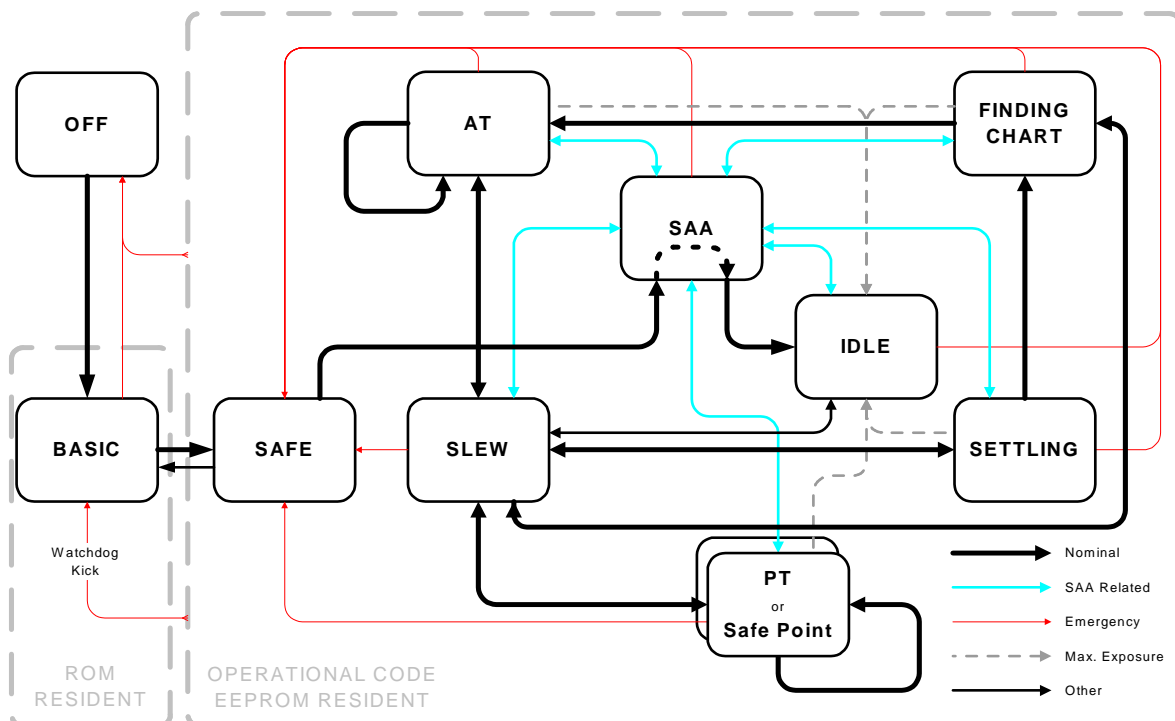 OFF
AT
FINDING
CHART
SAA
IDLE
BASIC
SAFE
SLEW
SETTLING
Watchdog
Kick
PT
or
Safe Point
Nominal
SAA Related
Emergency
Max. Exposure
Other
ROM
RESIDENT
OPERATIONAL CODE
EEPROM RESIDENT